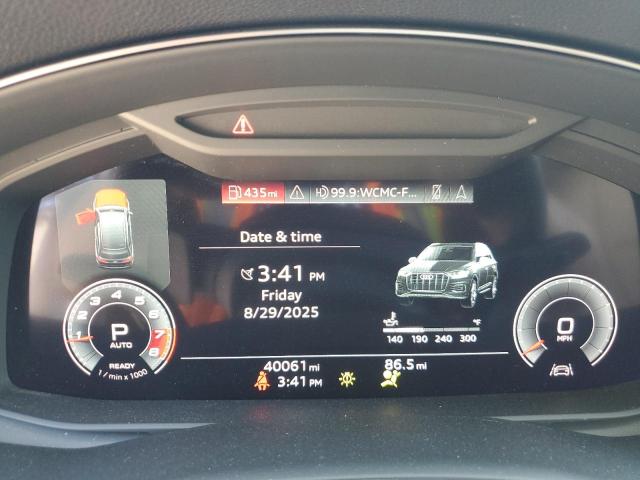 435mi 99.9:WCMC-F...
Date & time
3:41 PM
Friday
8/29/2025
°F
140 190 240 300
1 2 3 4 5 6 7 8
P
AUTO
READY
1 / min x 1000
0
MPH
40061 mi 86.5 mi
3:41 PM